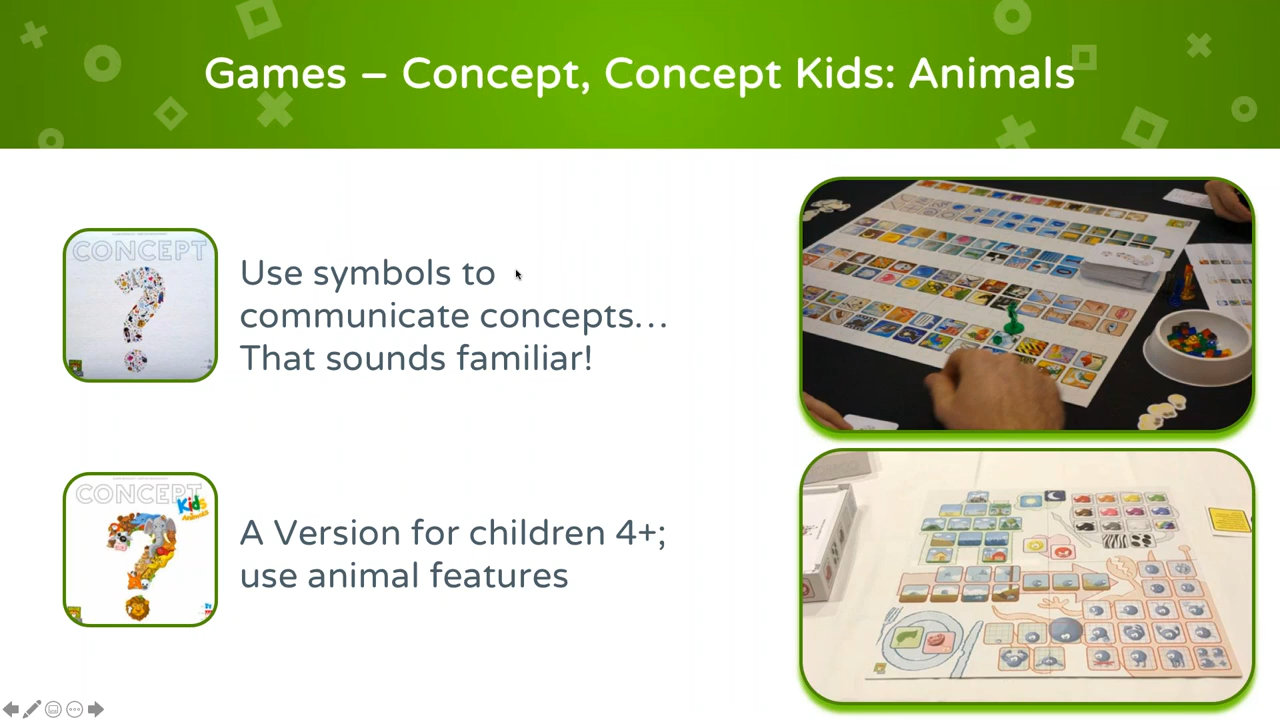 Games – Concept, Concept Kids: Animals
CONCEPT
Use symbols to
communicate concepts...
That sounds familiar!
CONCEPT
Kids
Animals
A Version for children 4+;
use animal features